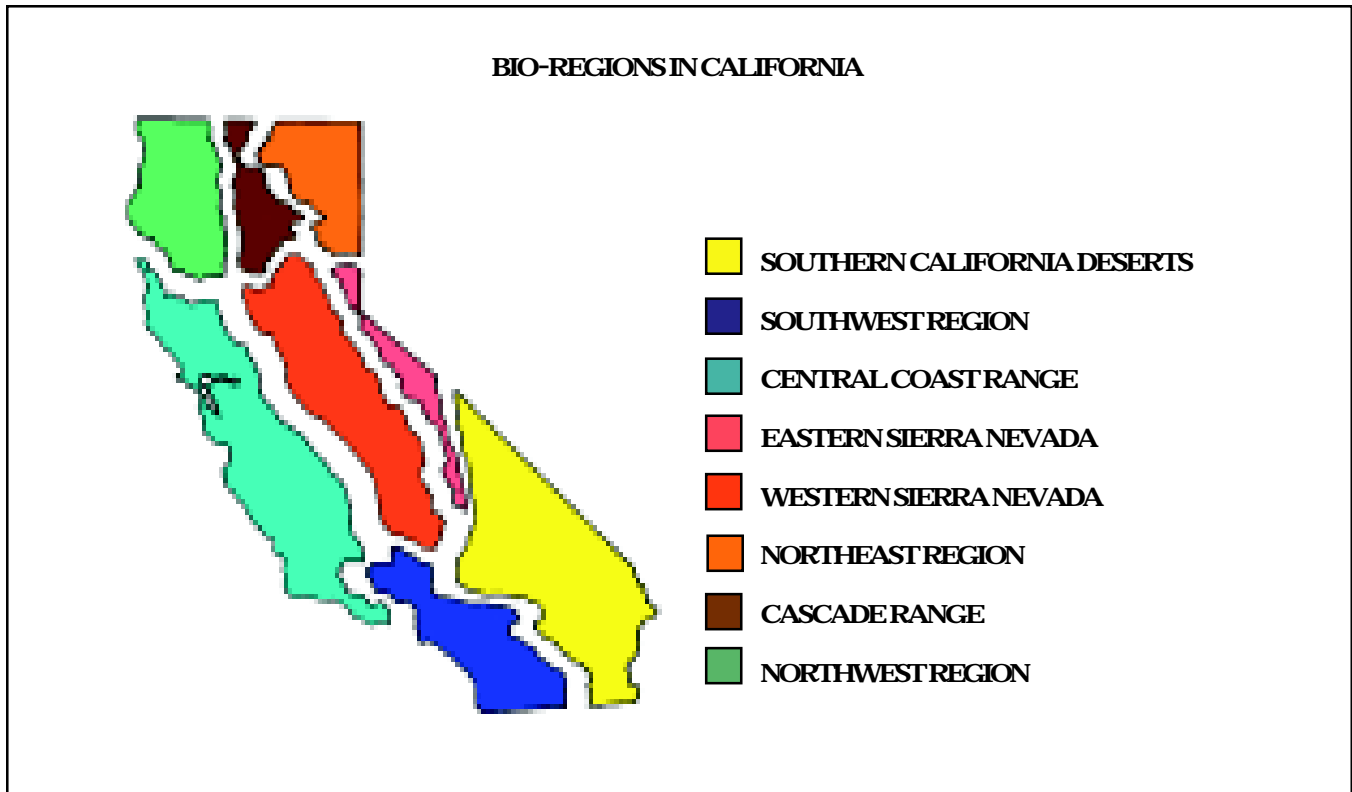 BIO-REGIONS IN CALIFORNIA
SOUTHERN CALIFORNIA DESERTS
SOUTHWEST REGION
CENTRAL COAST RANGE
EASTERN SIERRA NEVADA
WESTERN SIERRA NEVADA
NORTHEAST REGION
CASCADE RANGE
NORTHWEST REGION